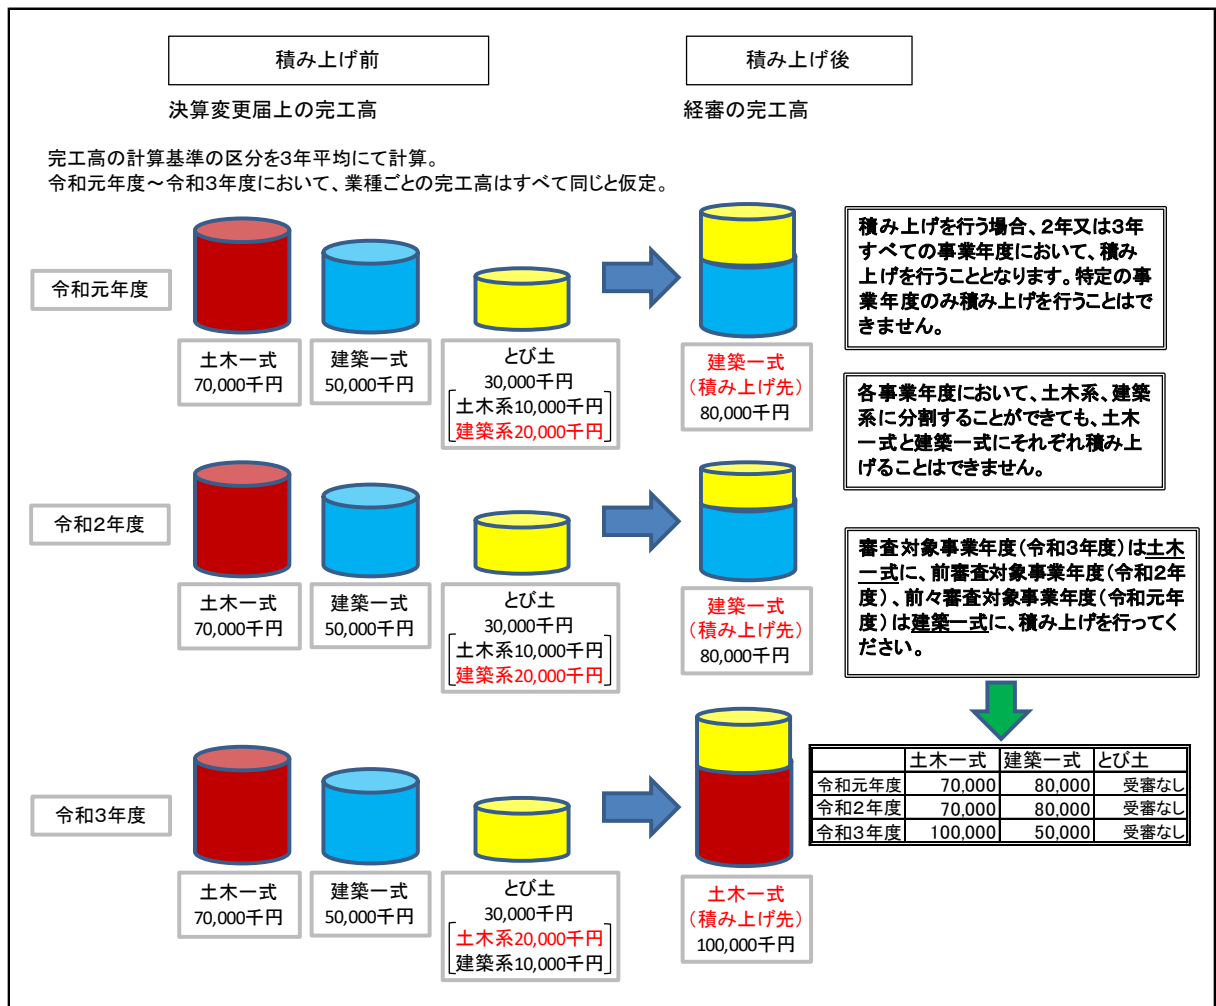 積み上げ前
積み上げ後
決算変更届上の完工高
経審の完工高
完工高の計算基準の区分を3年平均にて計算。
令和元年度～令和3年度において、業種ごとの完工高はすべて同じと仮定。
令和元年度
土木一式
70,000千円
建築一式
50,000千円
とび土
30,000千円
土木系10,000千円
建築系20,000千円
建築一式
（積み上げ先）
80,000千円
積み上げを行う場合、2年又は3年
すべての事業年度において、積み
上げを行うこととなります。特定の事
業年度のみ積み上げを行うことはで
きません。
各事業年度において、土木系、建築
系に分割することができても、土木
一式と建築一式にそれぞれ積み上
げることはできません。
令和2年度
土木一式
70,000千円
建築一式
50,000千円
とび土
30,000千円
土木系10,000千円
建築系20,000千円
建築一式
（積み上げ先）
80,000千円
審査対象事業年度（令和3年度）は土木
一式に、前審査対象事業年度（令和2年
度）、前々審査対象事業年度（令和元年
度）は建築一式に、積み上げを行ってく
ださい。
令和3年度
土木一式
70,000千円
建築一式
50,000千円
とび土
30,000千円
土木系20,000千円
建築系10,000千円
土木一式
（積み上げ先）
100,000千円
土木一式 建築一式 とび土
令和元年度 70,000 80,000 受審なし
令和2年度 70,000 80,000 受審なし
令和3年度 100,000 50,000 受審なし